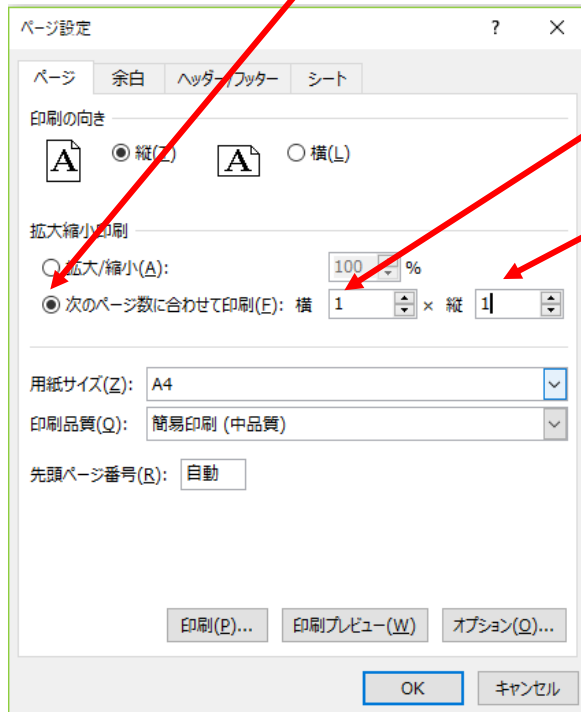 ページ設定 ?
ページ 余白 ヘッダー/フッター シート
印刷の向き
A 縦(T) A 横(L)
拡大縮小印刷
拡大/縮小(A): 100 %
次のページ数に合わせて印刷(F): 横 1 × 縦 1
用紙サイズ(Z): A4
印刷品質(Q): 簡易印刷 (中品質)
先頭ページ番号(R): 自動
印刷(P)... 印刷プレビュー(W) オプション(O)...
OK キャンセル